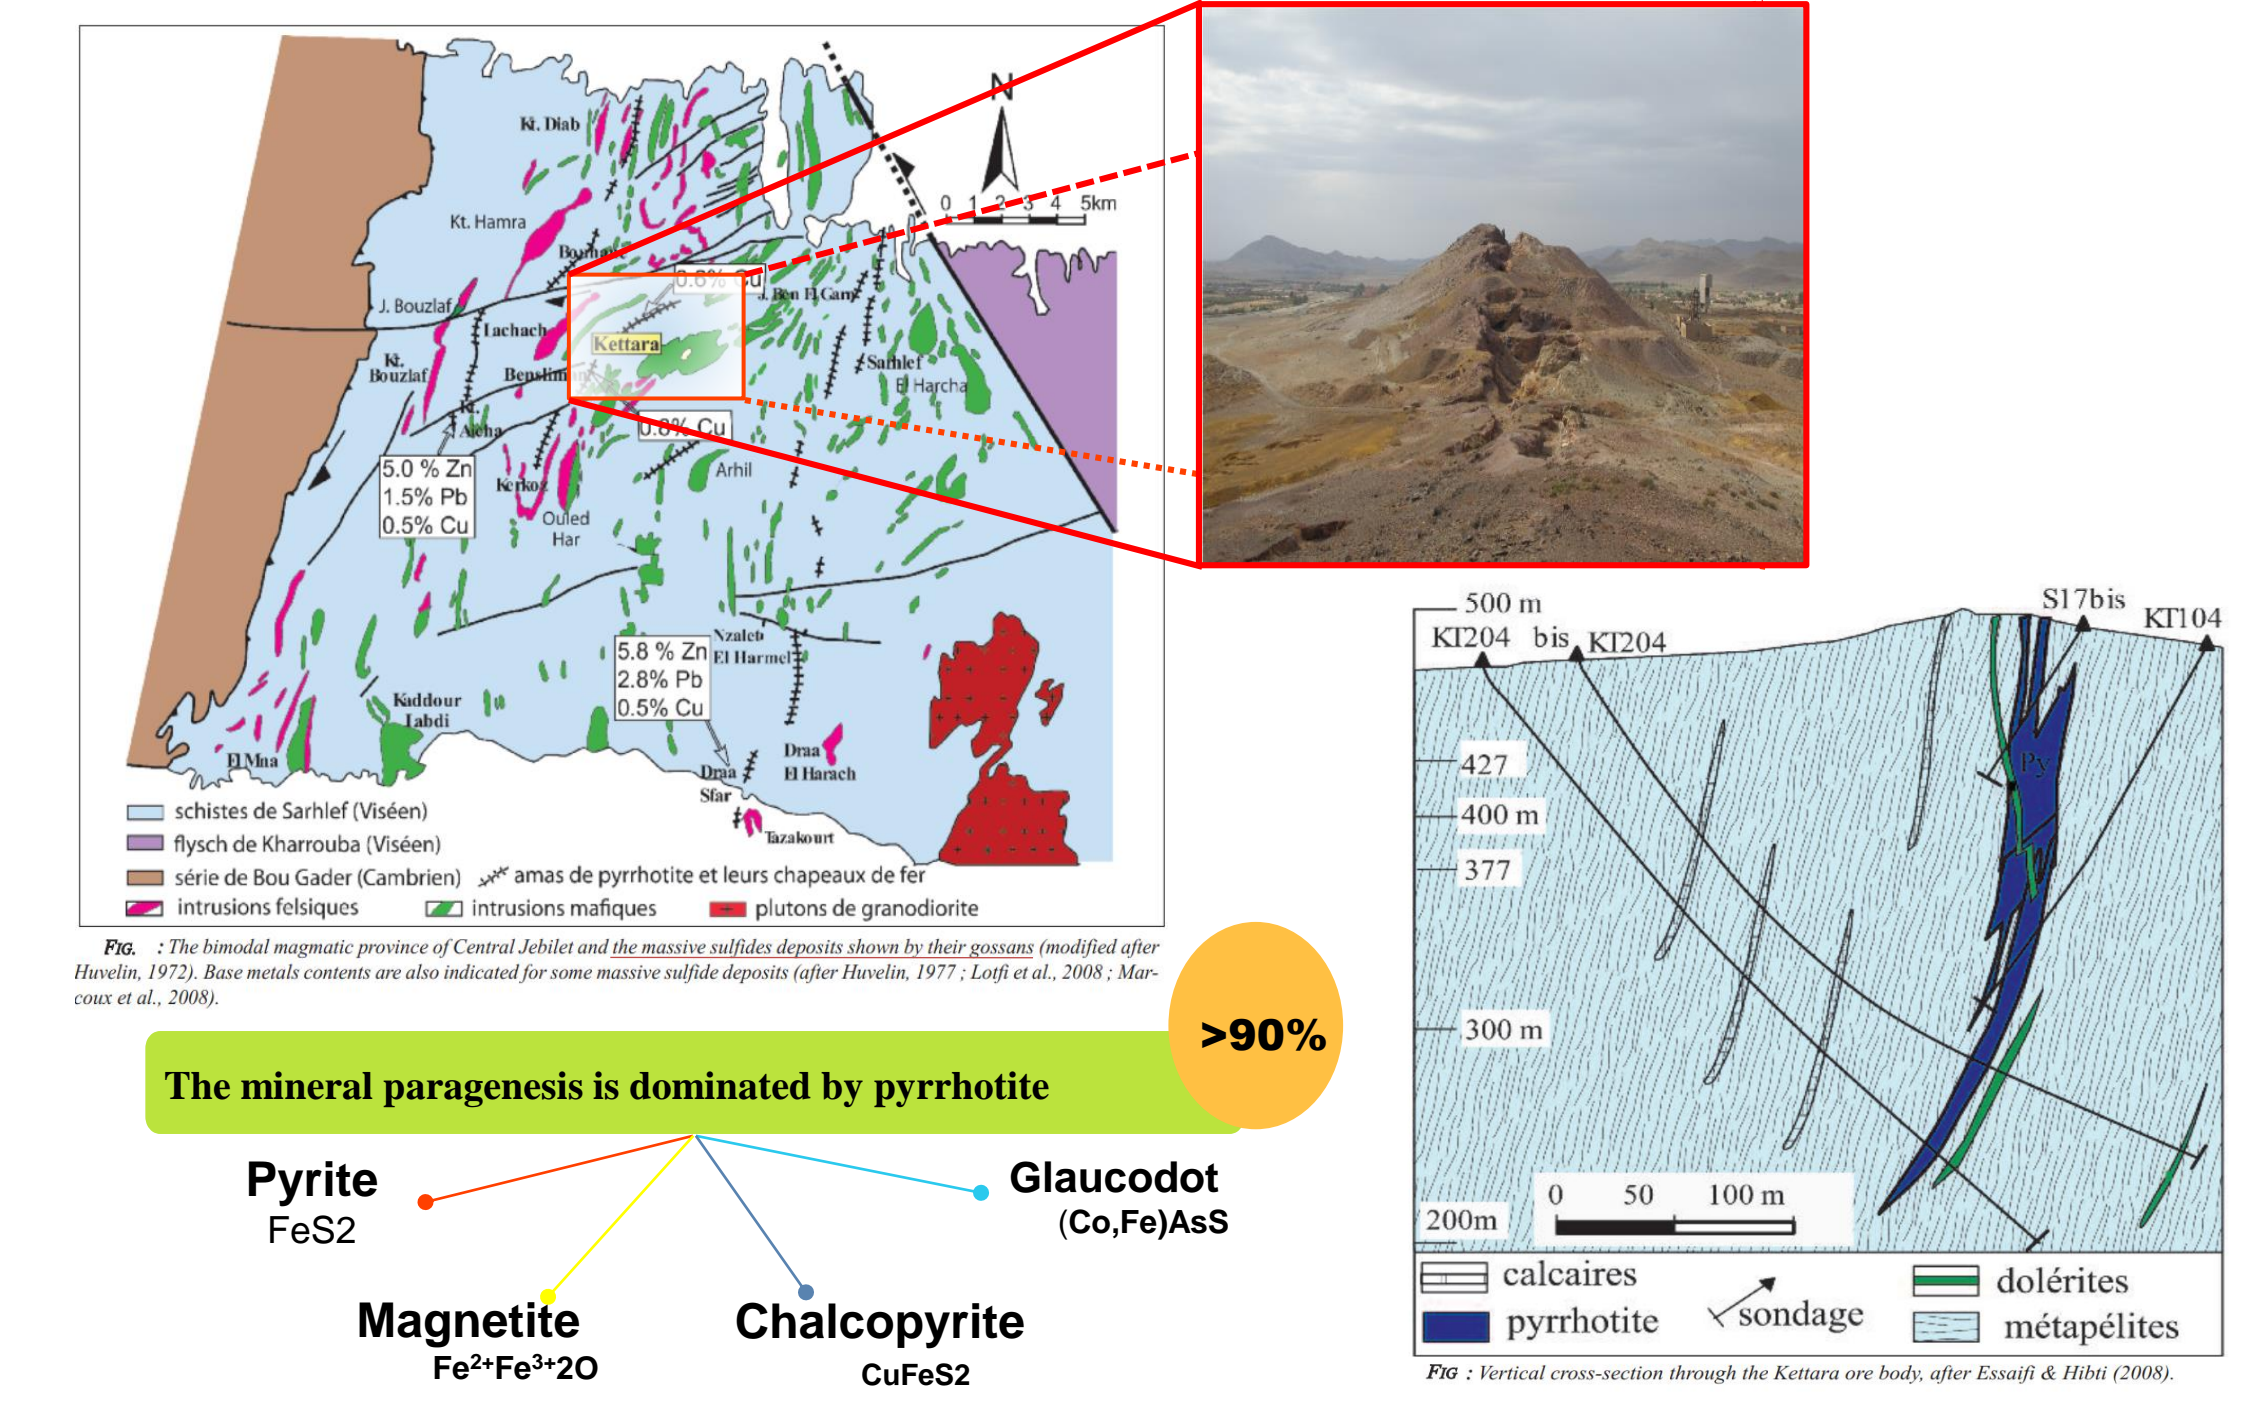 Kt. Diab
N
0 1 2 3 4 5km
Kt. Hamra
0.6% Cu
J. Bouzlaf
J. Ben El Gara
Lachach
Kettara
Kt.
Bouzlaf
Sarhlef
El Harcha
Kt.
Aicha
0.8% Cu
5.0 % Zn
1.5% Pb
0.5% Cu
Arhil
Ouled
Har
Nzalet
El Harmel
5.8 % Zn
2.8% Pb
0.5% Cu
Kaddour
Labdi
El Mna
Draa
Sfar
Draa
El Harach
Tazakourt
schistes de Sarhlef (Viséen)
flysch de Kharrouba (Viséen)
série de Bou Gader (Cambrien) amas de pyrrhotite et leurs chapeaux de fer
intrusions felsiques intrusions mafiques plutons de granodiorite
FIG. : The bimodal magmatic province of Central Jebilet and the massive sulfides deposits shown by their gossans (modified after
Huvelin, 1972). Base metals contents are also indicated for some massive sulfide deposits (after Huvelin, 1977 ; Lotfi et al., 2008 ; Mar-
coux et al., 2008).
>90%
The mineral paragenesis is dominated by pyrrhotite
Pyrite
FeS2
Glaucodot
(Co,Fe)AsS
Magnetite
Fe²⁺Fe³⁺2O
Chalcopyrite
CuFeS2
500 m
S17bis
KT104
KT204 bis KT204
427
Py
400 m
377
300 m
0 50 100 m
200m
calcaires
dolérites
pyrrhotite
sondage
métapélites
FIG : Vertical cross-section through the Kettara ore body, after Essaifi & Hibti (2008).